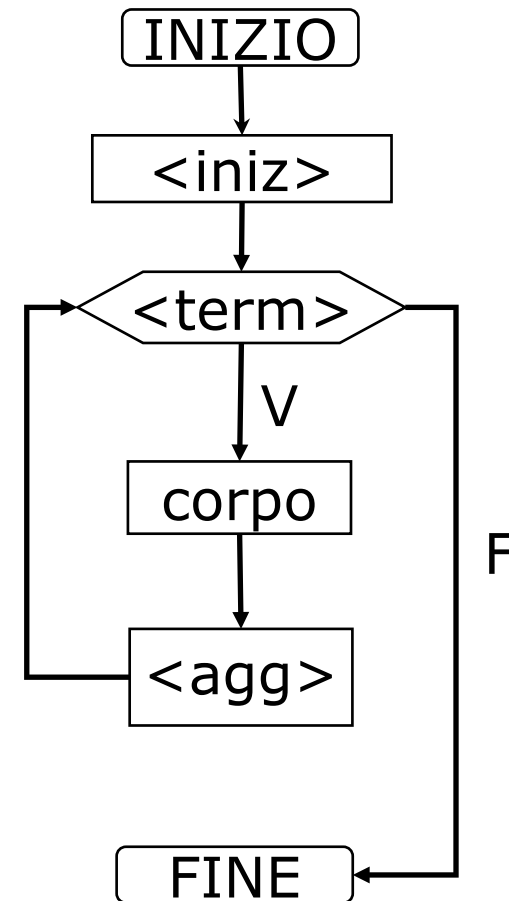 INIZIO
<iniz>
<term>
V
corpo
F
<agg>
FINE